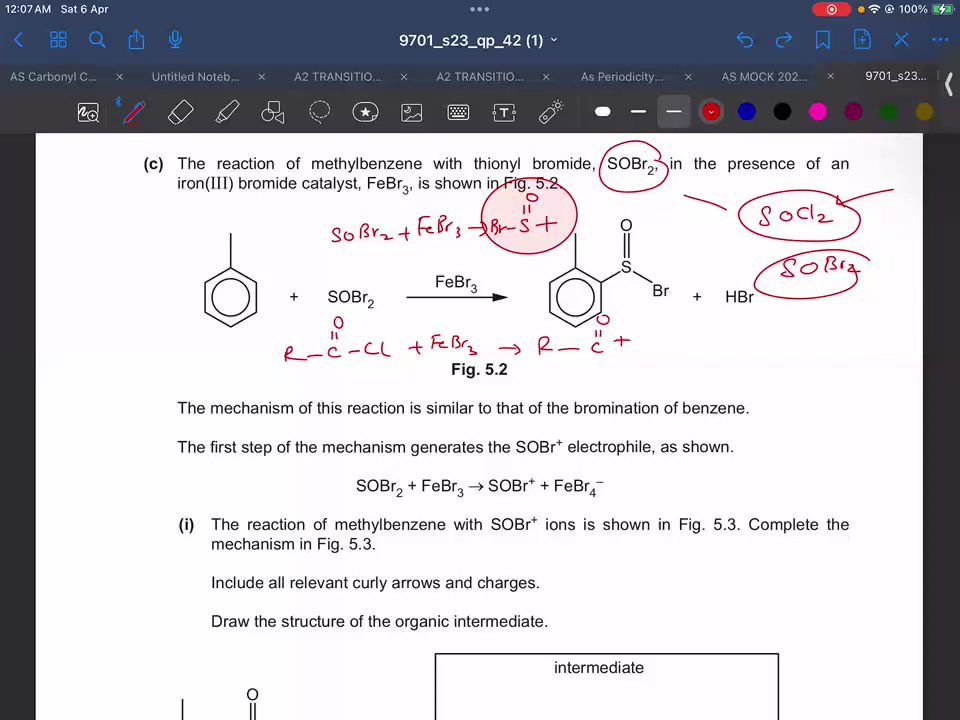 12:07AM Sat 6 Apr 100%
9701_s23_qp_42 (1)
AS Carbonyl C... Untitled Noteb... A2 TRANSITIO... A2 TRANSITIO... As Periodicity... AS MOCK 202... 9701_s23...
(c) The reaction of methylbenzene with thionyl bromide, SOBr2, in the presence of an
iron(III) bromide catalyst, FeBr3, is shown in Fig. 5.2.
SOCl2
SOBr2 + FeBr3 → Br–S+
O
SOBr2
O
S
Br
+ SOBr2 FeBr3 + HBr
O
R–C–Cl + FeBr3 → R–C+
O
Fig. 5.2
The mechanism of this reaction is similar to that of the bromination of benzene.
The first step of the mechanism generates the SOBr+ electrophile, as shown.
SOBr2 + FeBr3 → SOBr+ + FeBr4–
(i) The reaction of methylbenzene with SOBr+ ions is shown in Fig. 5.3. Complete the
mechanism in Fig. 5.3.
Include all relevant curly arrows and charges.
Draw the structure of the organic intermediate.
intermediate
O